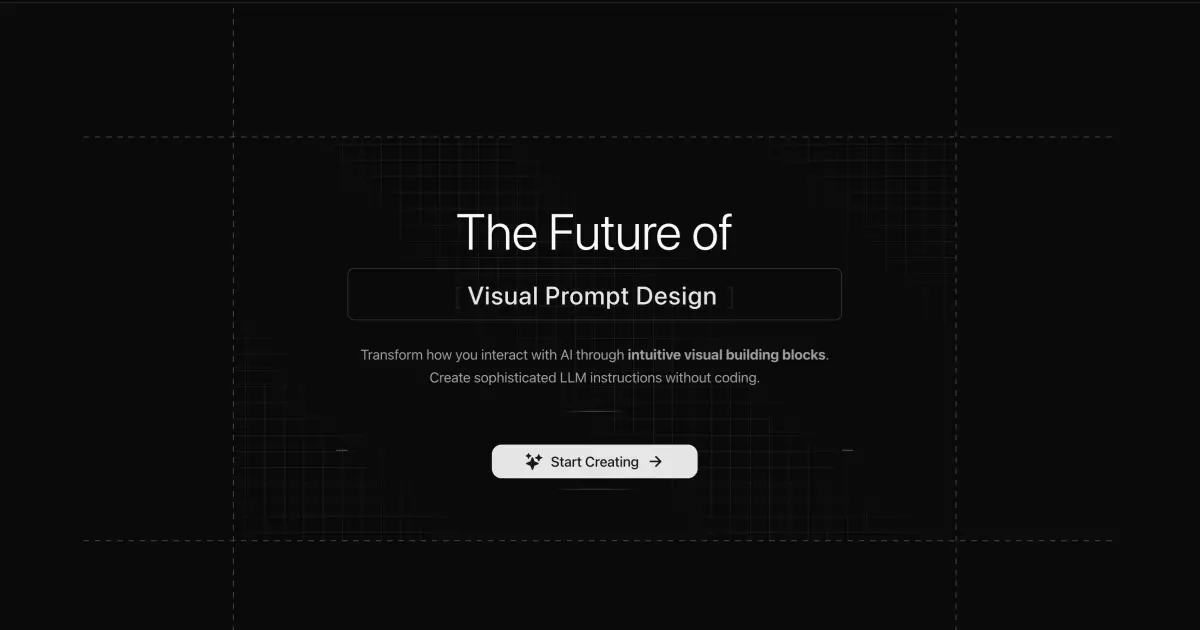 The Future of
[ Visual Prompt Design ]
Transform how you interact with AI through intuitive visual building blocks.
Create sophisticated LLM instructions without coding.
Start Creating →